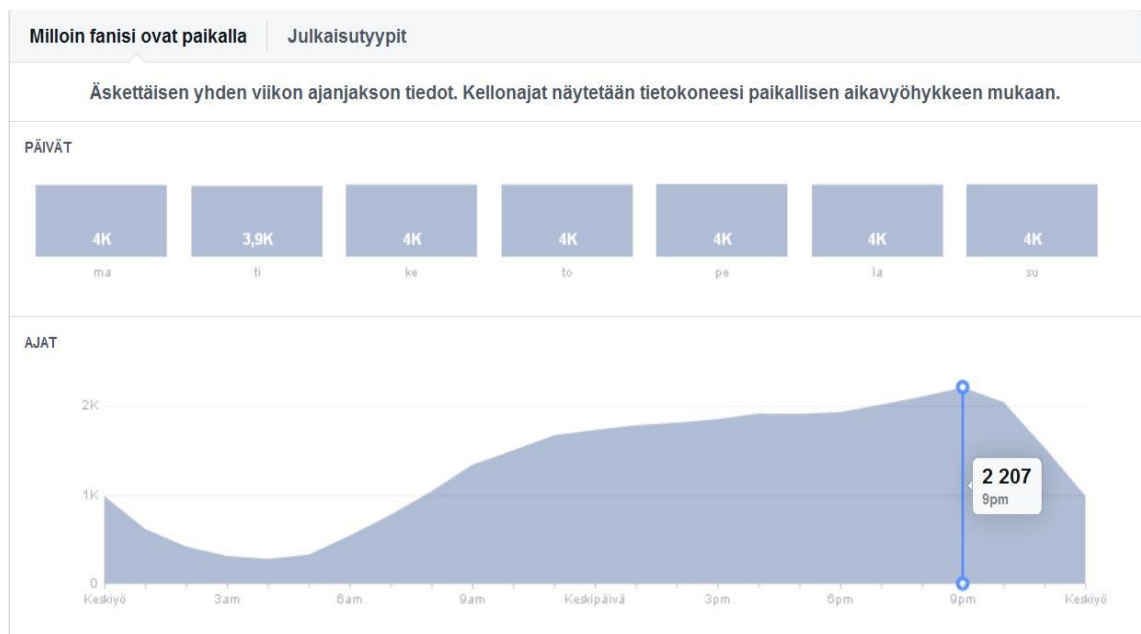 Milloin fanisi ovat paikalla Julkaisutyypit
Äskettäisen yhden viikon ajanjakson tiedot. Kellonajat näytetään tietokoneesi paikallisen aikavyöhykkeen mukaan.
PÄIVÄT
4K 3,9K 4K 4K 4K 4K 4K
ma ti ke to pe la su
AJAT
2K
1K
2 207
9pm
0
Keskiyö 3am 6am 9am Keskipäivä 3pm 6pm 9pm Keskiyö